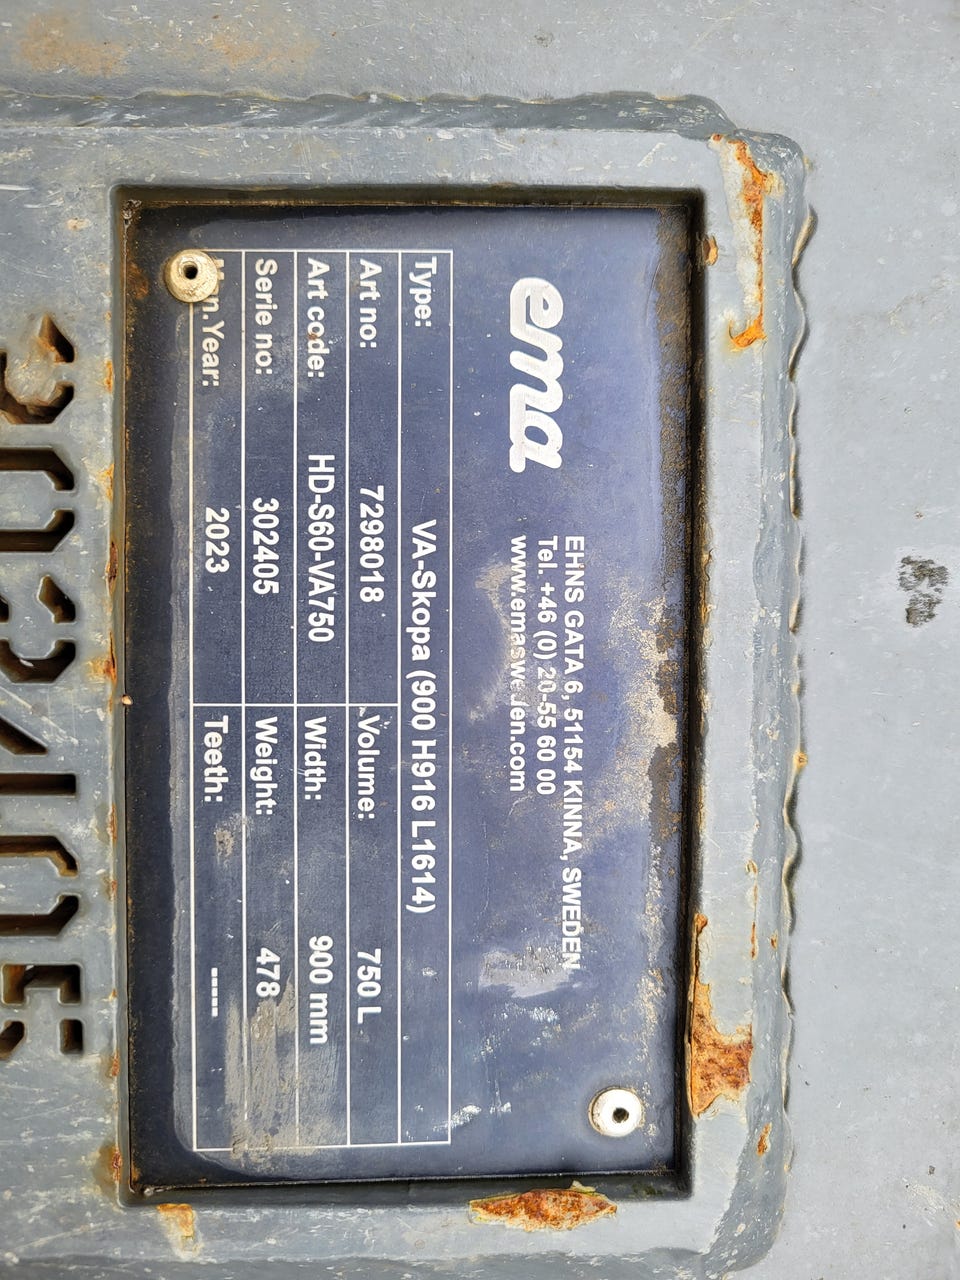 ema
EHNS GATA 6, 51154 KINNA, SWEDEN
Tel. +46 (0) 20-55 60 00
www.emasweden.com
Type: VA-Skopa (900 H916 L1614)
Art no: 7298018 Volume: 750 L
Art code: HD-S60-VA750 Width: 900 mm
Serie no: 302405 Weight: 478
Man.Year: 2023 Teeth: -----